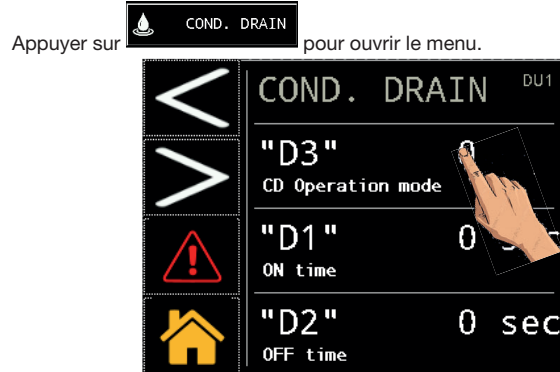 Appuyer sur COND. DRAIN pour ouvrir le menu.
COND. DRAIN DU1
"D3" 0
CD Operation mode
"D1" 0
ON time
"D2" 0 sec
OFF time